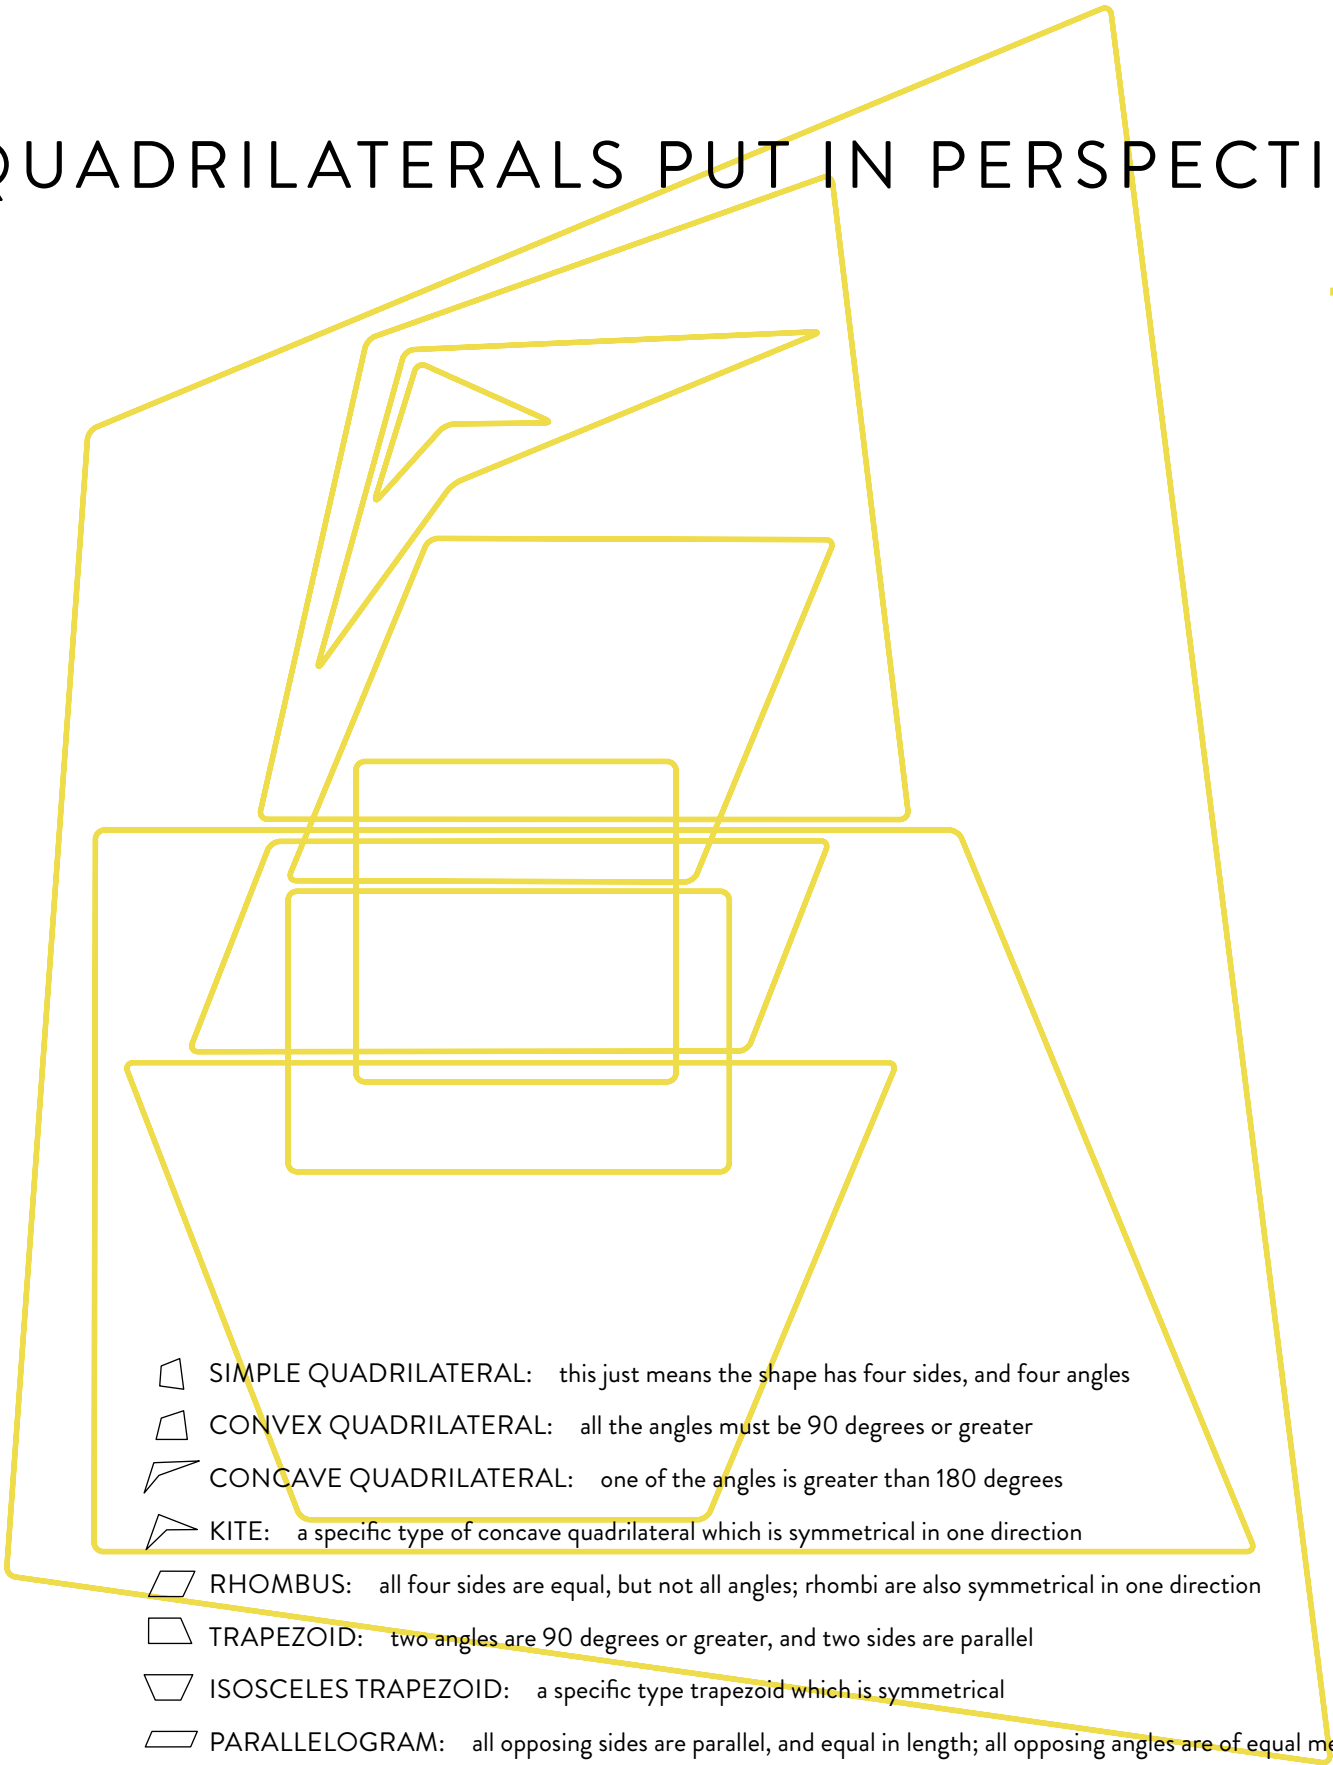 QUADRILATERALS PUT IN PERSPECTI
SIMPLE QUADRILATERAL: this just means the shape has four sides, and four angles
CONVEX QUADRILATERAL: all the angles must be 90 degrees or greater
CONCAVE QUADRILATERAL: one of the angles is greater than 180 degrees
KITE: a specific type of concave quadrilateral which is symmetrical in one direction
RHOMBUS: all four sides are equal, but not all angles; rhombi are also symmetrical in one direction
TRAPEZOID: two angles are 90 degrees or greater, and two sides are parallel
ISOSCELES TRAPEZOID: a specific type trapezoid which is symmetrical
PARALLELOGRAM: all opposing sides are parallel, and equal in length; all opposing angles are of equal me